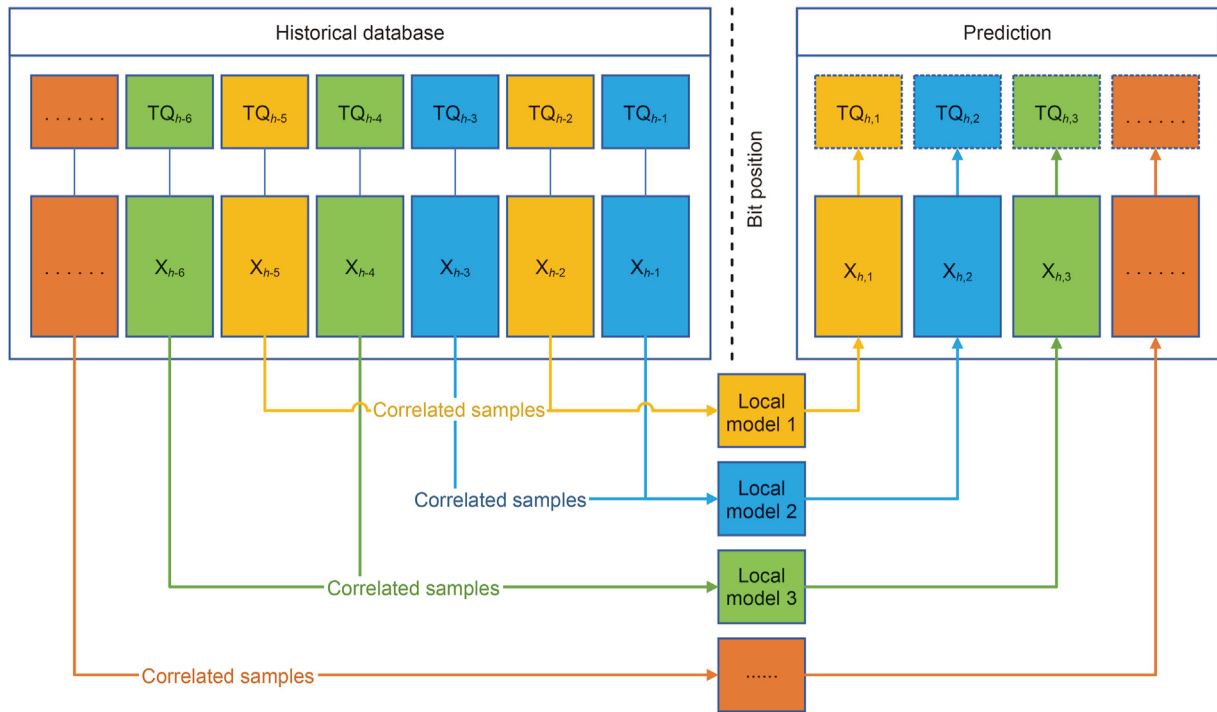 Historical database
Prediction
...... TQh-6 TQh-5 TQh-4 TQh-3 TQh-2 TQh-1
TQh,1 TQh,2 TQh,3 ......
Bit position
...... Xh-6 Xh-5 Xh-4 Xh-3 Xh-2 Xh-1
Xh,1 Xh,2 Xh,3 ......
Correlated samples
Local
model 1
Correlated samples
Local
model 2
Correlated samples
Local
model 3
Correlated samples
......